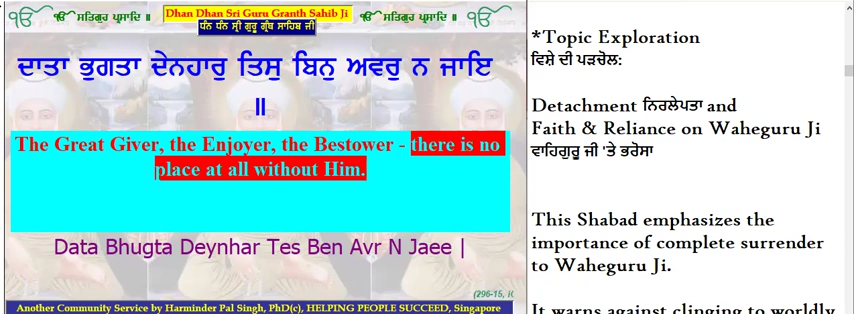 ੴ ੴ ਸਤਿਗੁਰ ਪ੍ਰਸਾਦਿ ॥ Dhan Dhan Sri Guru Granth Sahib Ji ੴ ਸਤਿਗੁਰ ਪ੍ਰਸਾਦਿ ॥ ੴ
ਧੰਨ ਧੰਨ ਸ੍ਰੀ ਗੁਰੂ ਗ੍ਰੰਥ ਸਾਹਿਬ ਜੀ
ਦਾਤਾ ਭੁਗਤਾ ਦੇਨਹਾਰੁ ਤਿਸੁ ਬਿਨੁ ਅਵਰੁ ਨ ਜਾਇ
॥
The Great Giver, the Enjoyer, the Bestower - there is no
place at all without Him.
Data Bhugta Deynhar Tes Ben Avr N Jaee |
(296-15,
Another Community Service by Harminder Pal Singh, PhD(c), HELPING PEOPLE SUCCEED, Singapore
*Topic Exploration
ਵਿਸ਼ੇ ਦੀ ਪੜਚੋਲ:
Detachment ਨਿਰਲੇਪਤਾ and
Faith & Reliance on Waheguru Ji
ਵਾਹਿਗੁਰੂ ਜੀ 'ਤੇ ਭਰੋਸਾ
This Shabad emphasizes the
importance of complete surrender
to Waheguru Ji.
It warns against clinging to worldly